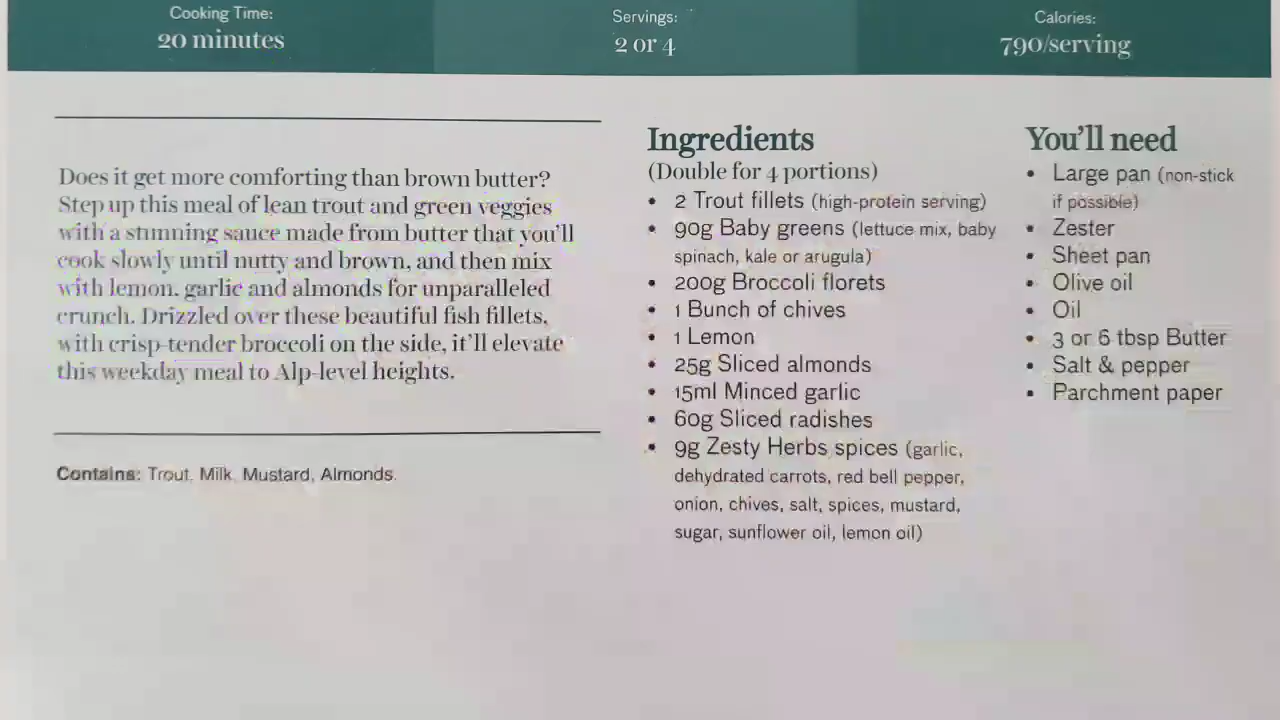 Cooking Time:
20 minutes
Servings:
2 or 4
Calories:
790/serving
Does it get more comforting than brown butter?
Step up this meal of lean trout and green veggies
with a stunning sauce made from butter that you'll
cook slowly until nutty and brown, and then mix
with lemon, garlic and almonds for unparalleled
crunch. Drizzled over these beautiful fish fillets,
with crisp-tender broccoli on the side, it'll elevate
this weekday meal to Alp-level heights.
Contains: Trout, Milk, Mustard, Almonds.
Ingredients
(Double for 4 portions)
• 2 Trout fillets (high-protein serving)
• 90g Baby greens (lettuce mix, baby
spinach, kale or arugula)
• 200g Broccoli florets
• 1 Bunch of chives
• 1 Lemon
• 25g Sliced almonds
• 15ml Minced garlic
• 60g Sliced radishes
• 9g Zesty Herbs spices (garlic,
dehydrated carrots, red bell pepper,
onion, chives, salt, spices, mustard,
sugar, sunflower oil, lemon oil)
You'll need
• Large pan (non-stick
if possible)
• Zester
• Sheet pan
• Olive oil
• Oil
• 3 or 6 tbsp Butter
• Salt & pepper
• Parchment paper